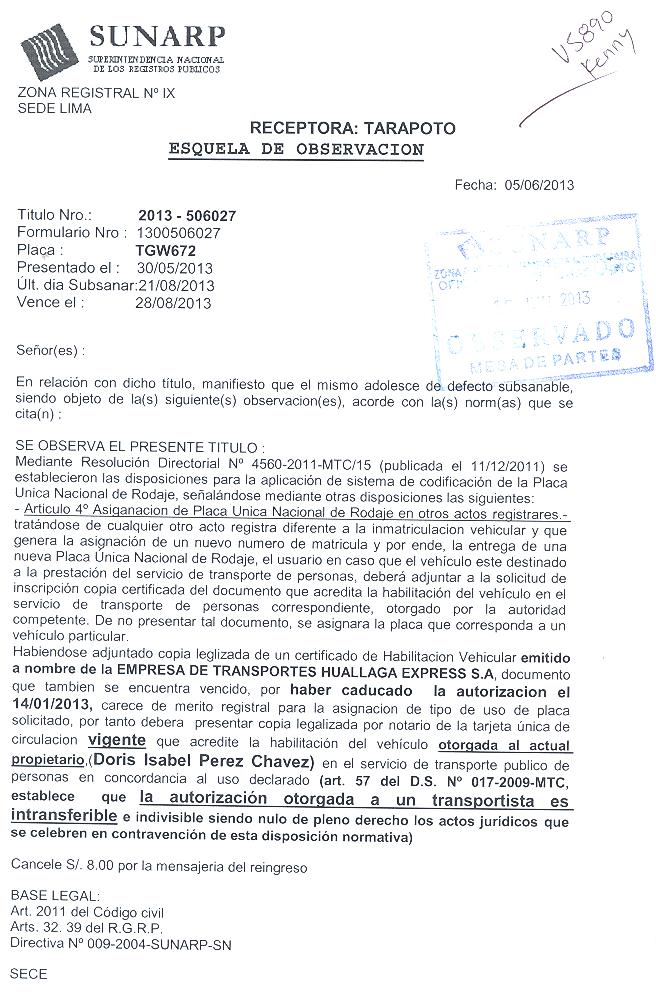 SUNARP
SUPERINTENDENCIA NACIONAL
DE LOS REGISTROS PUBLICOS
ZONA REGISTRAL Nº IX
SEDE LIMA
VS890
Kenny
RECEPTORA: TARAPOTO
ESQUELA DE OBSERVACION
Fecha: 05/06/2013
Titulo Nro.: 2013 - 506027
Formulario Nro : 1300506027
Placa : TGW672
Presentado el : 30/05/2013
Últ. dia Subsanar:21/08/2013
Vence el : 28/08/2013
SUNARP
ZONA
2013
OBSERVADO
MESA DE PARTES
Señor(es) :
En relación con dicho título, manifiesto que el mismo adolesce de defecto subsanable,
siendo objeto de la(s) siguiente(s) observacion(es), acorde con la(s) norm(as) que se
cita(n) :
SE OBSERVA EL PRESENTE TITULO :
Mediante Resolución Directorial Nº 4560-2011-MTC/15 (publicada el 11/12/2011) se
establecieron las disposiciones para la aplicación de sistema de codificación de la Placa
Unica Nacional de Rodaje, señalándose mediante otras disposiciones las siguientes:
- Articulo 4º Asiganacion de Placa Unica Nacional de Rodaje en otros actos registrares.-
tratándose de cualquier otro acto registra diferente a la inmatriculacion vehicular y que
genera la asignación de un nuevo numero de matricula y por ende, la entrega de una
nueva Placa Única Nacional de Rodaje, el usuario en caso que el vehículo este destinado
a la prestación del servicio de transporte de personas, deberá adjuntar a la solicitud de
inscripción copia certificada del documento que acredita la habilitación del vehículo en el
servicio de transporte de personas correspondiente, otorgado por la autoridad
competente. De no presentar tal documento, se asignara la placa que corresponda a un
vehículo particular.
Habiendose adjuntado copia leglizada de un certificado de Habilitacion Vehicular emitido
a nombre de la EMPRESA DE TRANSPORTES HUALLAGA EXPRESS S.A, documento
que tambien se encuentra vencido, por haber caducado la autorizacion el
14/01/2013, carece de merito registral para la asignacion de tipo de uso de placa
solicitado, por tanto debera presentar copia legalizada por notario de la tarjeta única de
circulacion vigente que acredite la habilitación del vehículo otorgada al actual
propietario,(Doris Isabel Perez Chavez) en el servicio de transporte publico de
personas en concordancia al uso declarado (art. 57 del D.S. Nº 017-2009-MTC,
establece que la autorización otorgada a un transportista es
intransferible e indivisible siendo nulo de pleno derecho los actos jurídicos que
se celebren en contravención de esta disposición normativa)
Cancele S/. 8.00 por la mensajeria del reingreso
BASE LEGAL:
Art. 2011 del Código civil
Arts. 32. 39 del R.G.R.P.
Directiva Nº 009-2004-SUNARP-SN
SECE